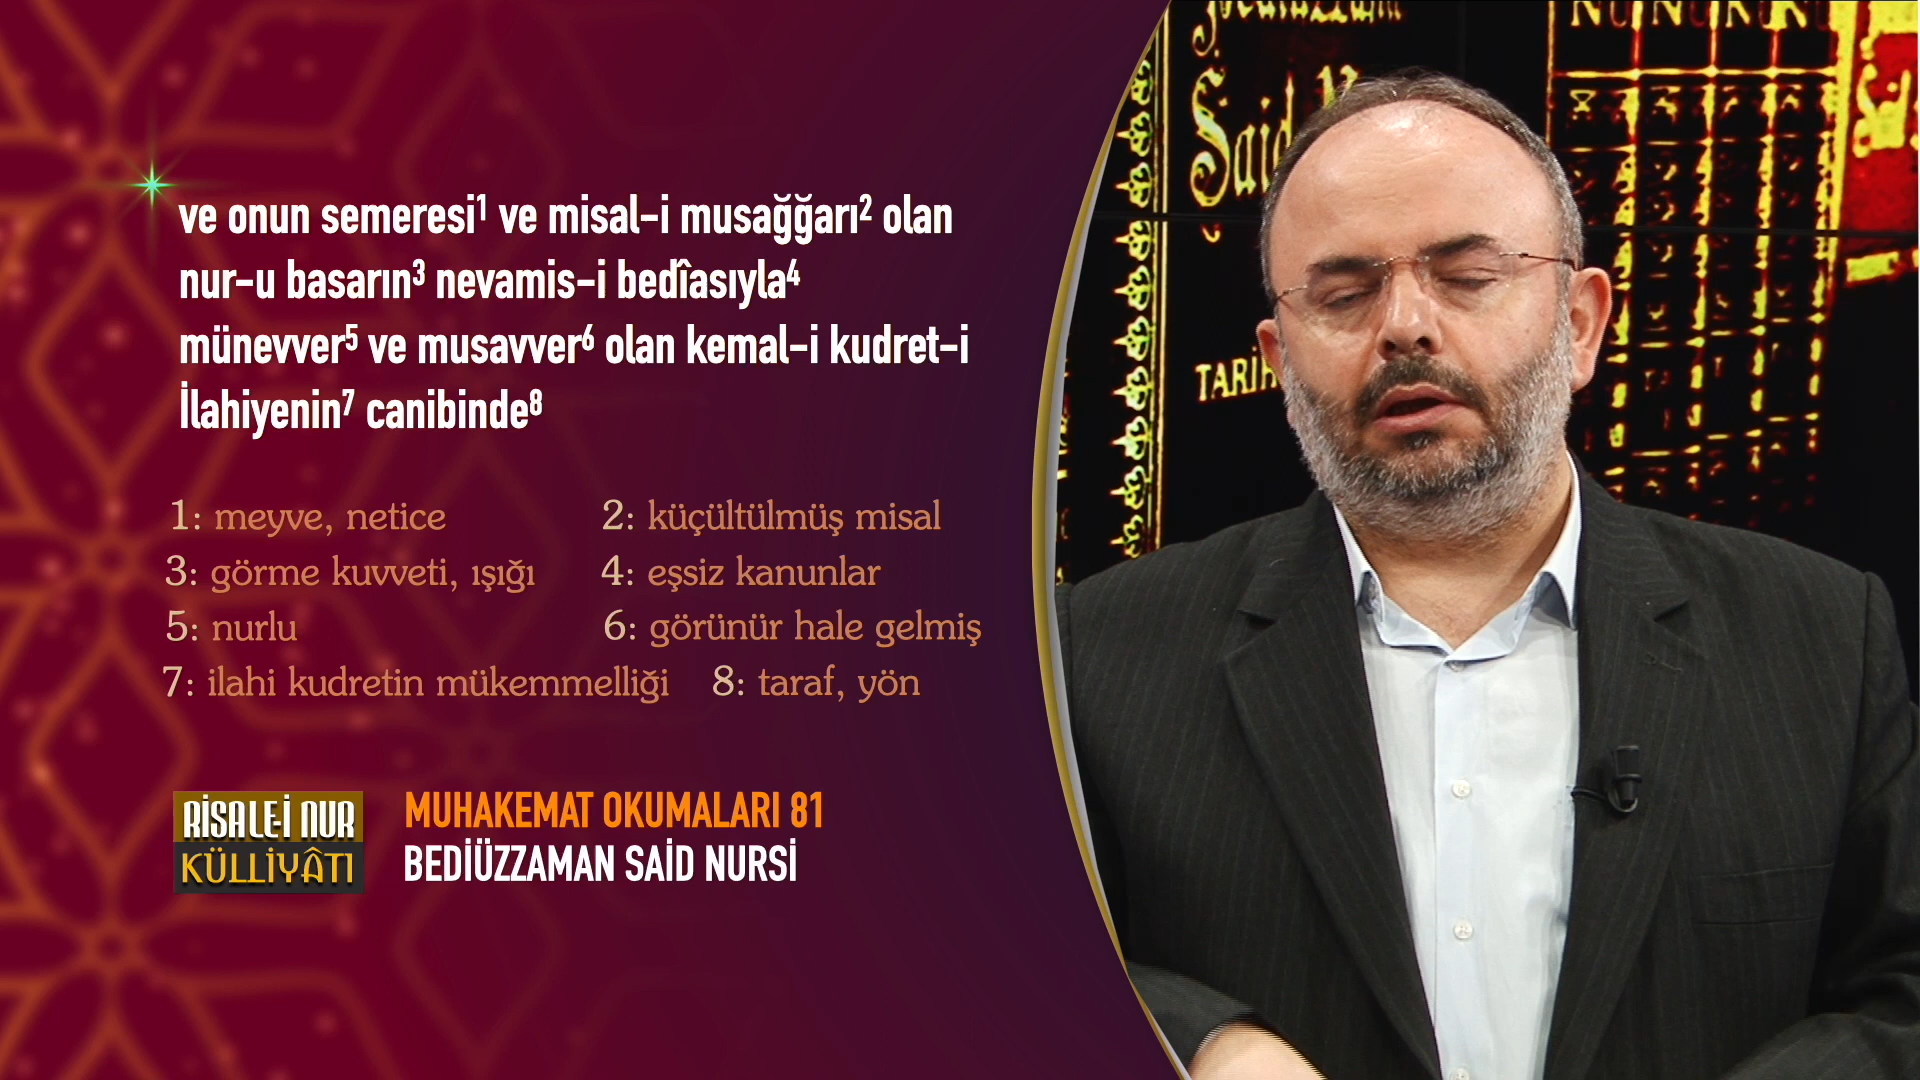 ve onun semeresi¹ ve misal-i musağğarı² olan
nur-u basarın³ nevamis-i bedîasıyla⁴
münevver⁵ ve musavver⁶ olan kemal-i kudret-i
İlahiyenin⁷ canibinde⁸
1: meyve, netice 2: küçültülmüş misal
3: görme kuvveti, ışığı 4: eşsiz kanunlar
5: nurlu 6: görünür hale gelmiş
7: ilahi kudretin mükemmelliği 8: taraf, yön
RİSALE-İ NUR
KÜLLİYÂTI
MUHAKEMAT OKUMALARI 81
BEDİÜZZAMAN SAİD NURSİ
Said